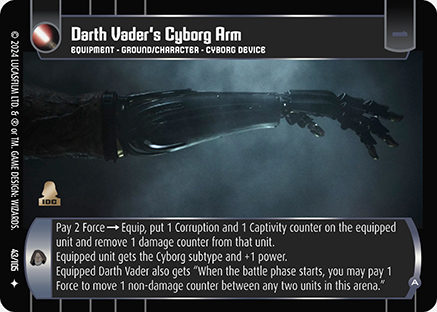 Darth Vader's Cyborg Arm
EQUIPMENT - GROUND/CHARACTER - CYBORG DEVICE
© 2024 LUCASFILM LTD. & ® or TM. GAME DESIGN: WIZARDS.
IDC
43/105
Pay 2 Force → Equip, put 1 Corruption and 1 Captivity counter on the equipped
unit and remove 1 damage counter from that unit.
Equipped unit gets the Cyborg subtype and +1 power.
Equipped Darth Vader also gets "When the battle phase starts, you may pay 1
Force to move 1 non-damage counter between any two units in this arena."
A